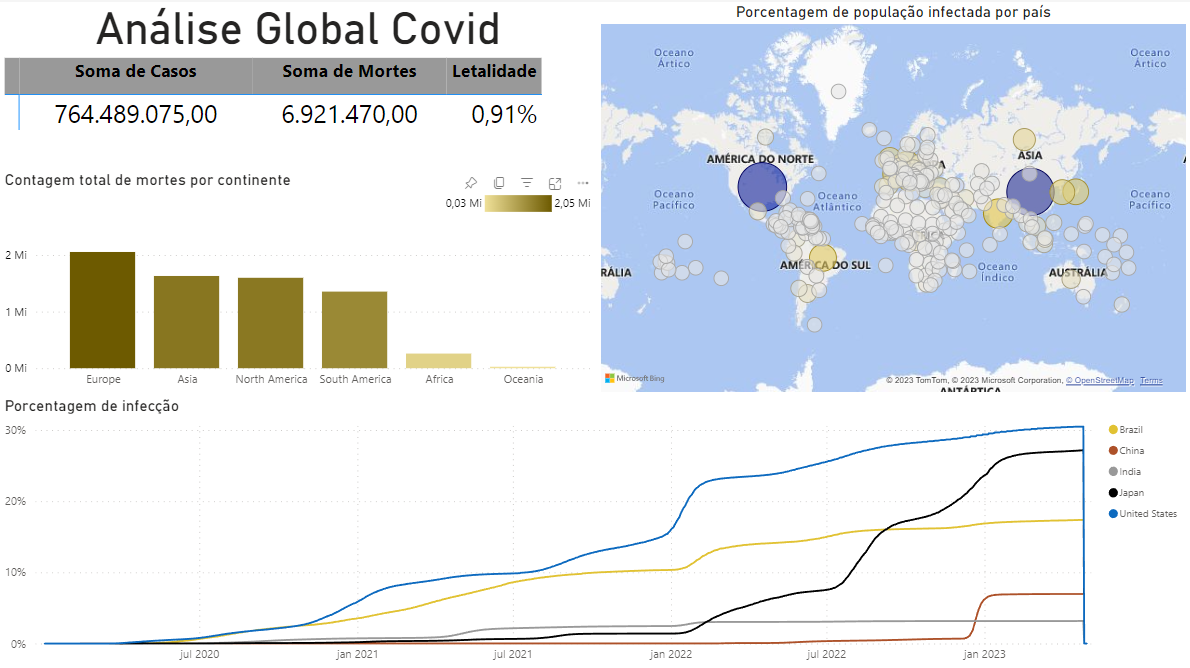 Análise Global Covid
Soma de Casos Soma de Mortes Letalidade
764.489.075,00 6.921.470,00 0,91%
Contagem total de mortes por continente
0,03 Mi 2,05 Mi
2 Mi
1 Mi
0 Mi
Europe Asia North America South America Africa Oceania
Porcentagem de população infectada por país
Oceano
Ártico
Oceano
Ártico
AMÉRICA DO NORTE
ÁSIA
Oceano
Pacífico
Oceano
Atlântico
Oceano
Pacífico
AMÉRICA DO SUL
Oceano
Índico
RÁLIA
AUSTRÁLIA
Microsoft Bing
© 2023 TomTom, © 2023 Microsoft Corporation, © OpenStreetMap Terms
ANTÁRTICA
Porcentagem de infecção
30%
20%
10%
0%
jul 2020 jan 2021 jul 2021 jan 2022 jul 2022 jan 2023
Brazil
China
India
Japan
United States